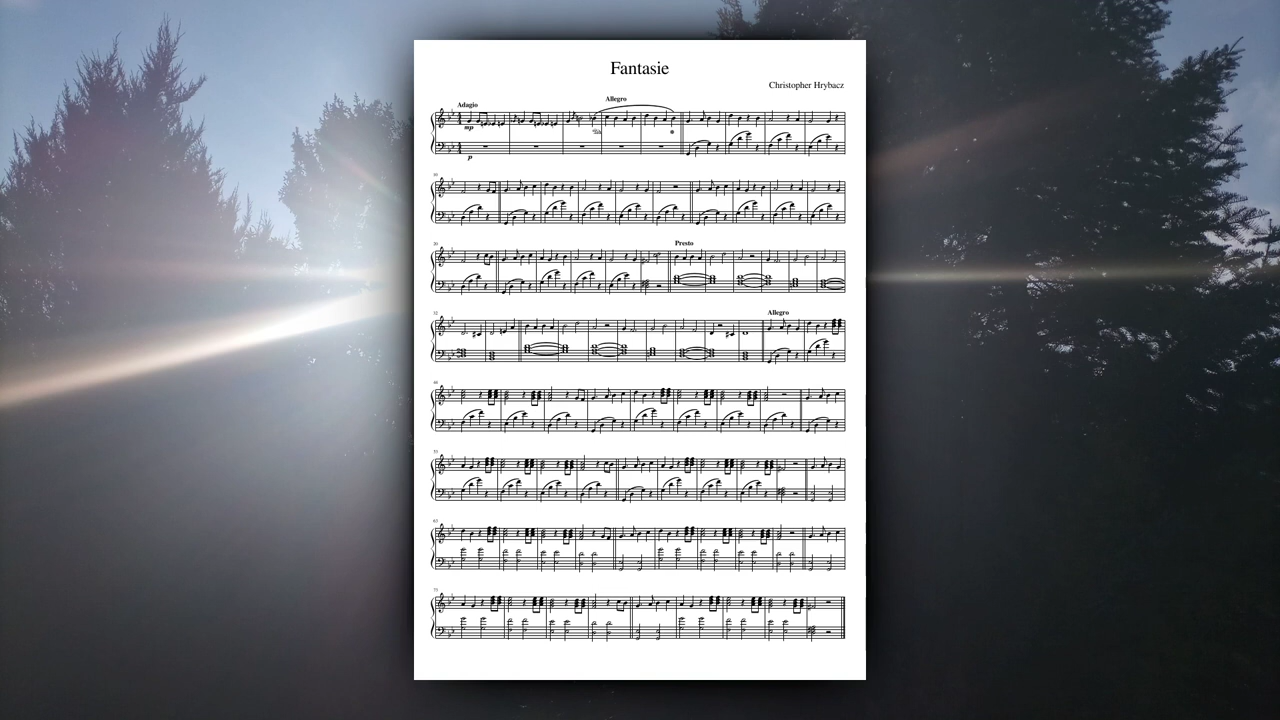 Fantasie
Christopher Hrybacz
Adagio
Allegro
mp
p
Presto
Allegro